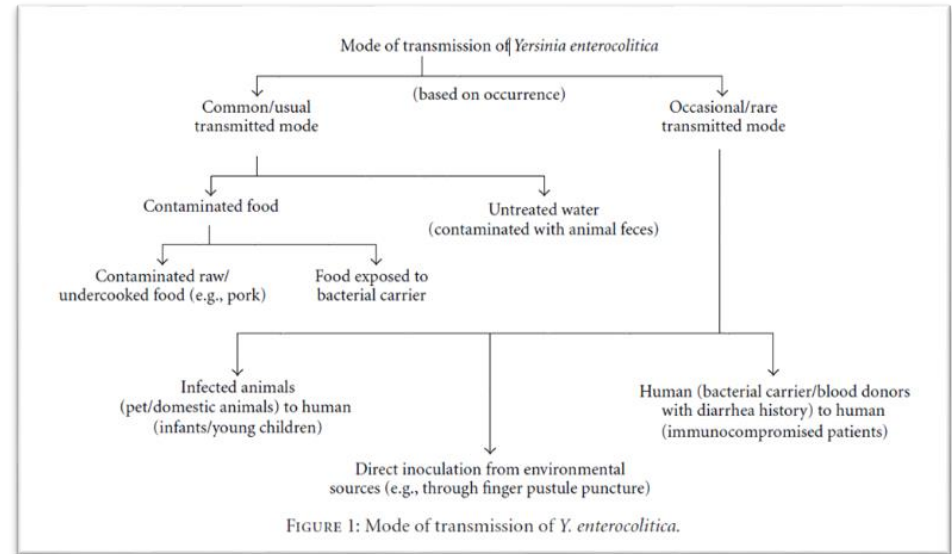 Mode of transmission of Yersinia enterocolitica
(based on occurrence)
Common/usual
transmitted mode
Occasional/rare
transmitted mode
Contaminated food
Untreated water
(contaminated with animal feces)
Contaminated raw/
undercooked food (e.g., pork)
Food exposed to
bacterial carrier
Infected animals
(pet/domestic animals) to human
(infants/young children)
Human (bacterial carrier/blood donors
with diarrhea history) to human
(immunocompromised patients)
Direct inoculation from environmental
sources (e.g., through finger pustule puncture)
FIGURE 1: Mode of transmission of Y. enterocolitica.